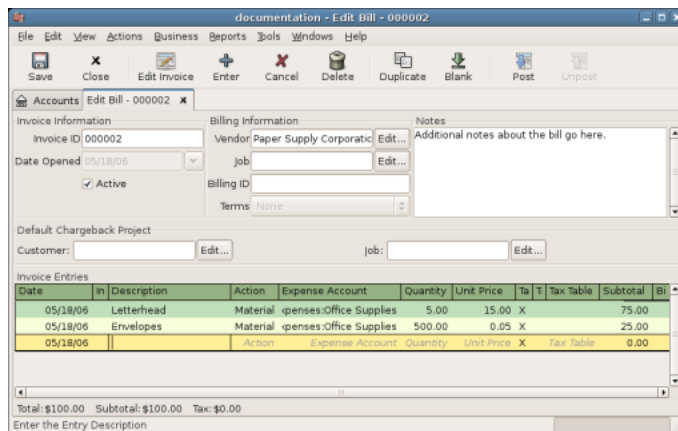 documentation - Edit Bill - 000002
File Edit View Actions Business Reports Tools Windows Help
Save Close Edit Invoice Enter Cancel Delete Duplicate Blank Post Unpost
Accounts Edit Bill - 000002 x
Invoice Information Billing Information Notes
Invoice ID 000002 Vendor Paper Supply Corporatic Edit... Additional notes about the bill go here.
Date Opened 05/18/06 Job Edit...
Active Billing ID
Terms None
Default Chargeback Project
Customer: Edit... Job: Edit...
Invoice Entries
Date In Description Action Expense Account Quantity Unit Price Ta T. Tax Table Subtotal Bi
05/18/06 Letterhead Material penses:Office Supplies 5.00 15.00 X 75.00
05/18/06 Envelopes Material penses:Office Supplies 500.00 0.05 X 25.00
05/18/06 Action Expense Account Quantity Unit Price X Tax Table 0.00
Total: $100.00 Subtotal: $100.00 Tax: $0.00
Enter the Entry Description